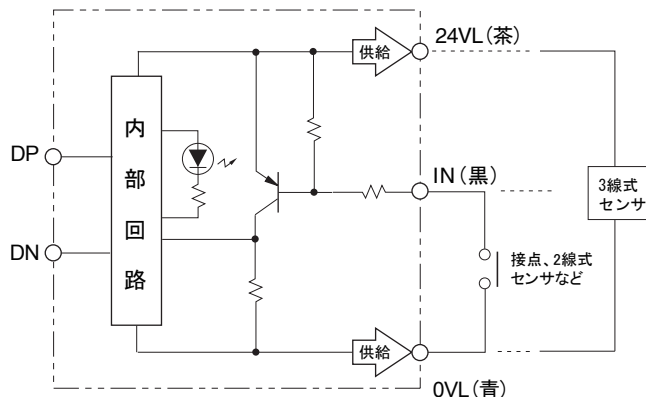 24VL(茶)
供給
内部回路
DP
IN(黒)
3線式
センサ
DN
接点、2線式
センサなど
供給
0VL(青)